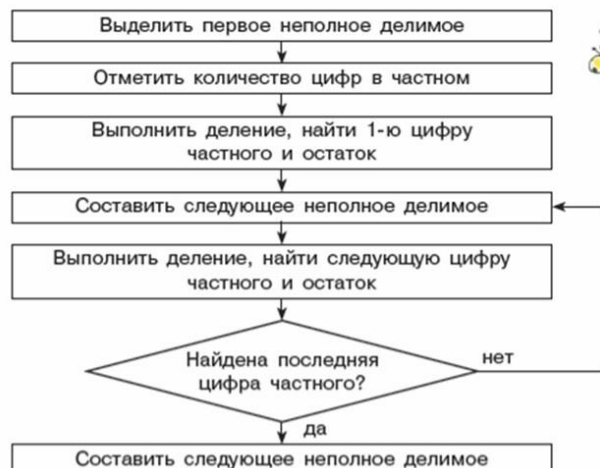 Выделить первое неполное делимое
Отметить количество цифр в частном
Выполнить деление, найти 1-ю цифру
частного и остаток
Составить следующее неполное делимое
Выполнить деление, найти следующую цифру
частного и остаток
Найдена последняя
цифра частного?
нет
да
Составить следующее неполное делимое